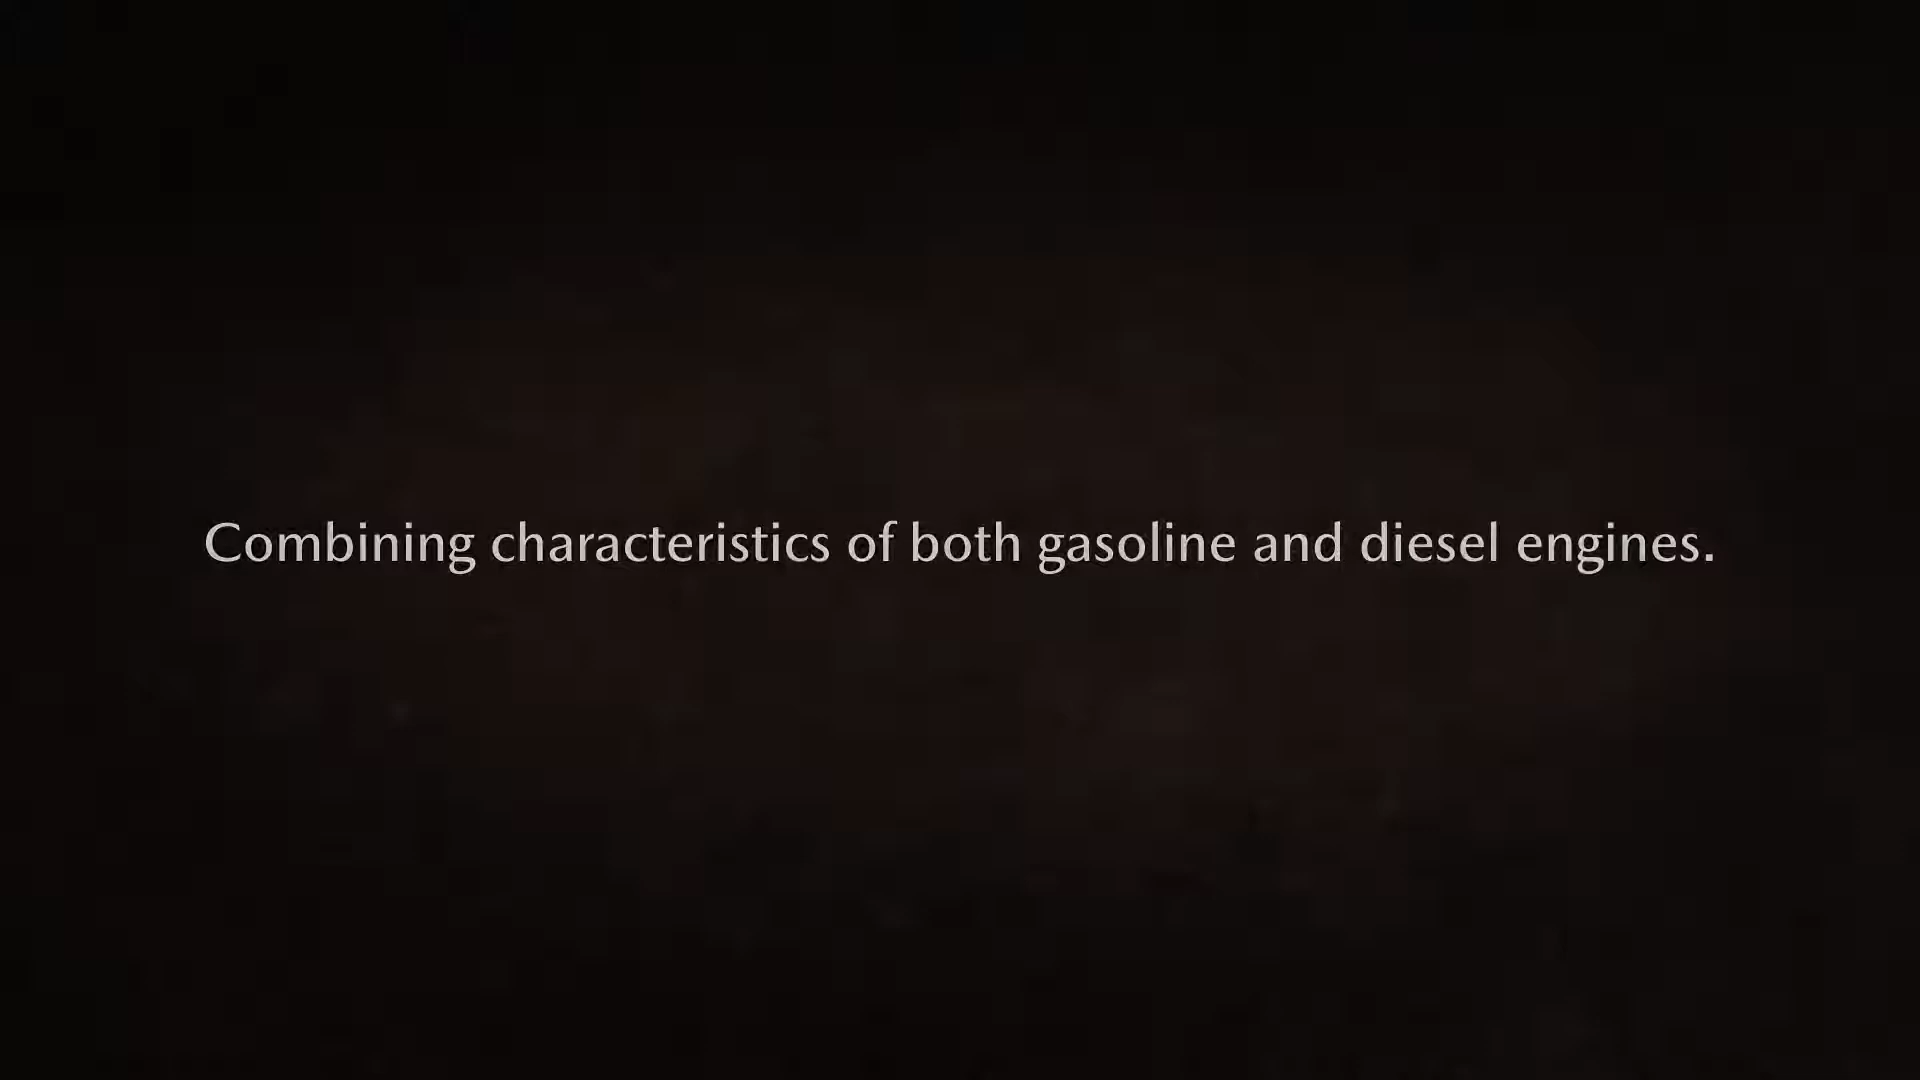 Combining characteristics of both gasoline and diesel engines.